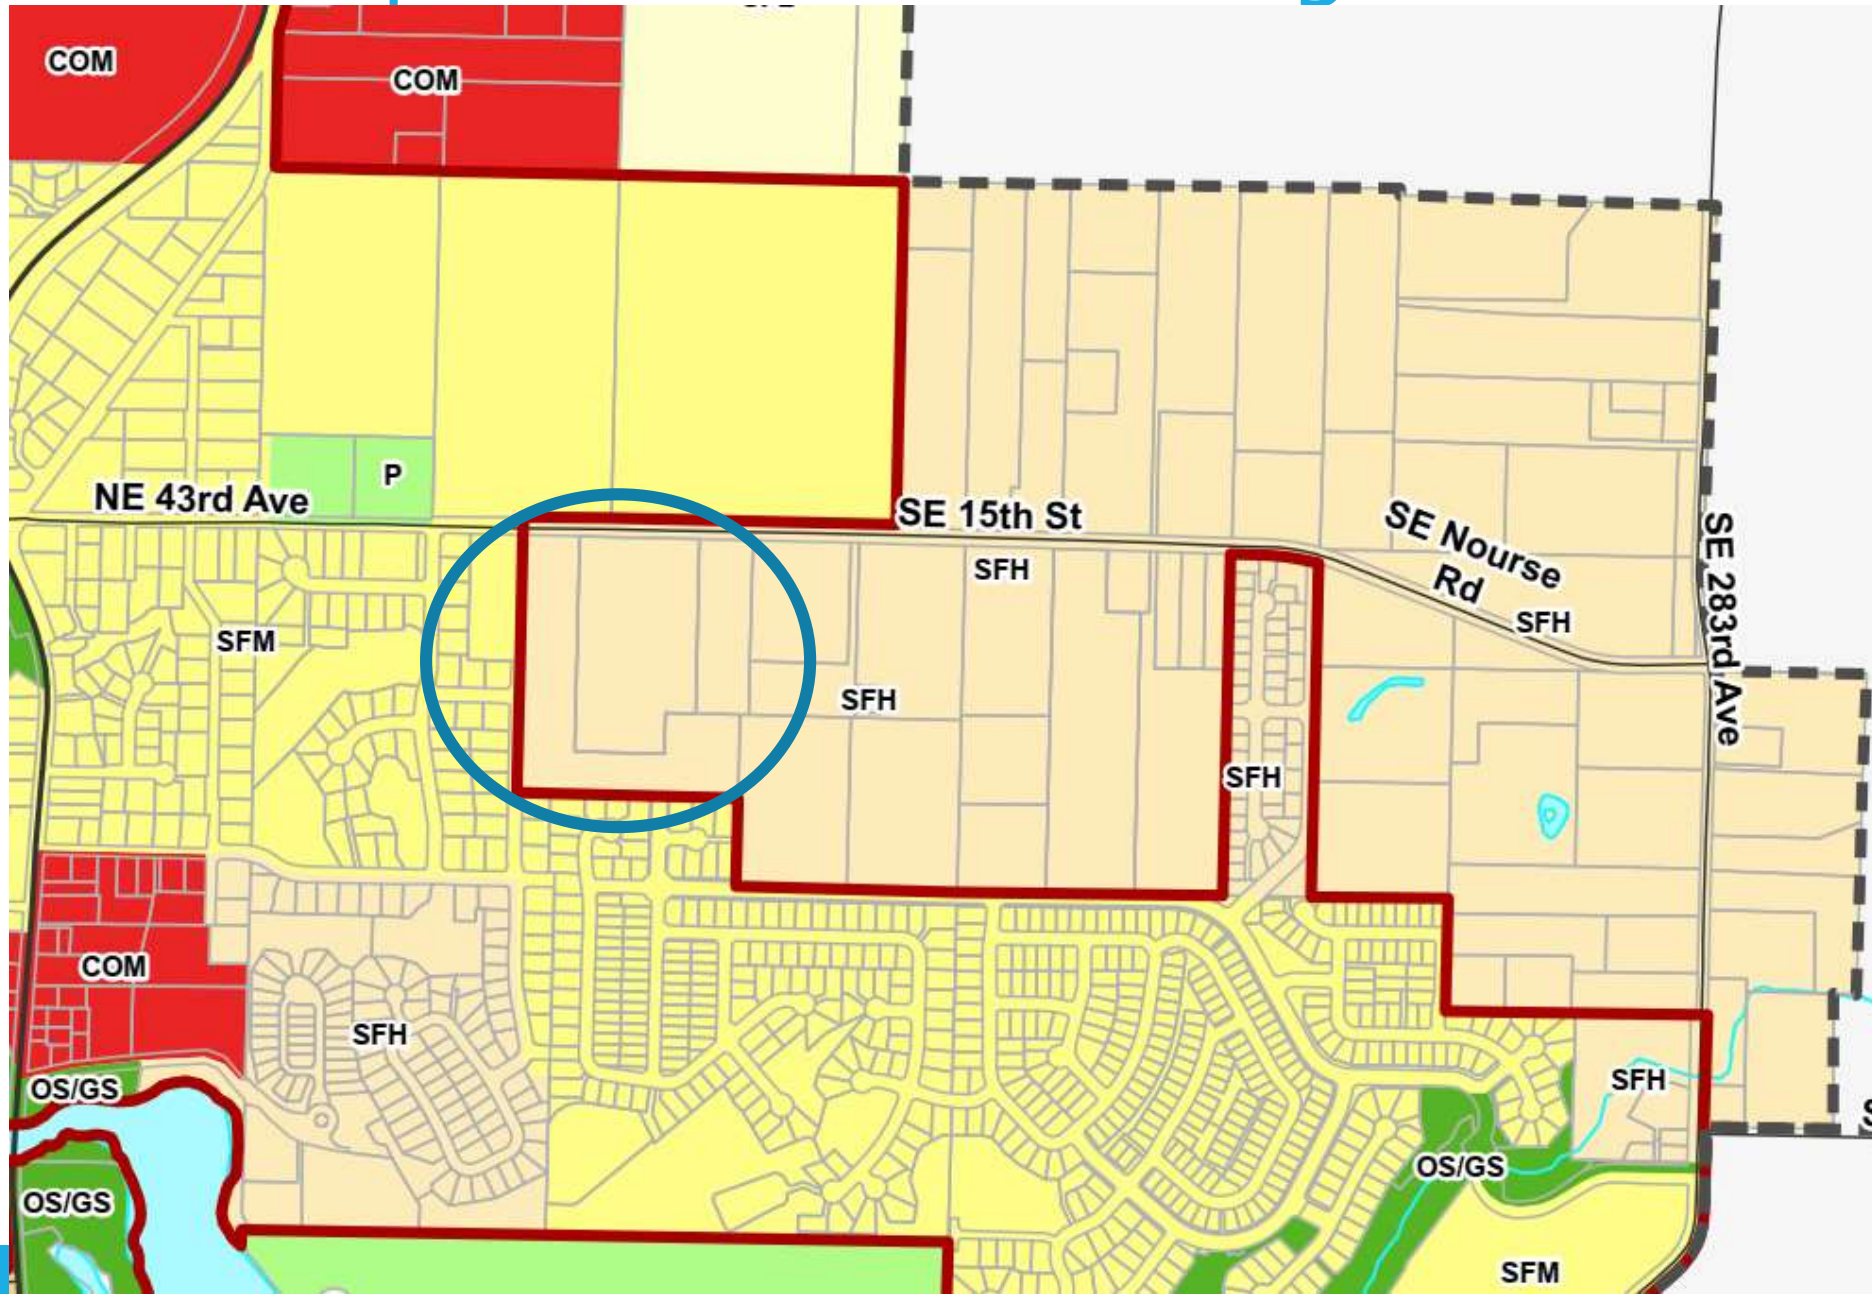 COM
COM
P
NE 43rd Ave
SE 15th St
SE Nourse
Rd
SE 283rd Ave
SFH
SFH
SFM
SFH
SFH
COM
SFH
OS/GS
SFH
OS/GS
OS/GS
SFM